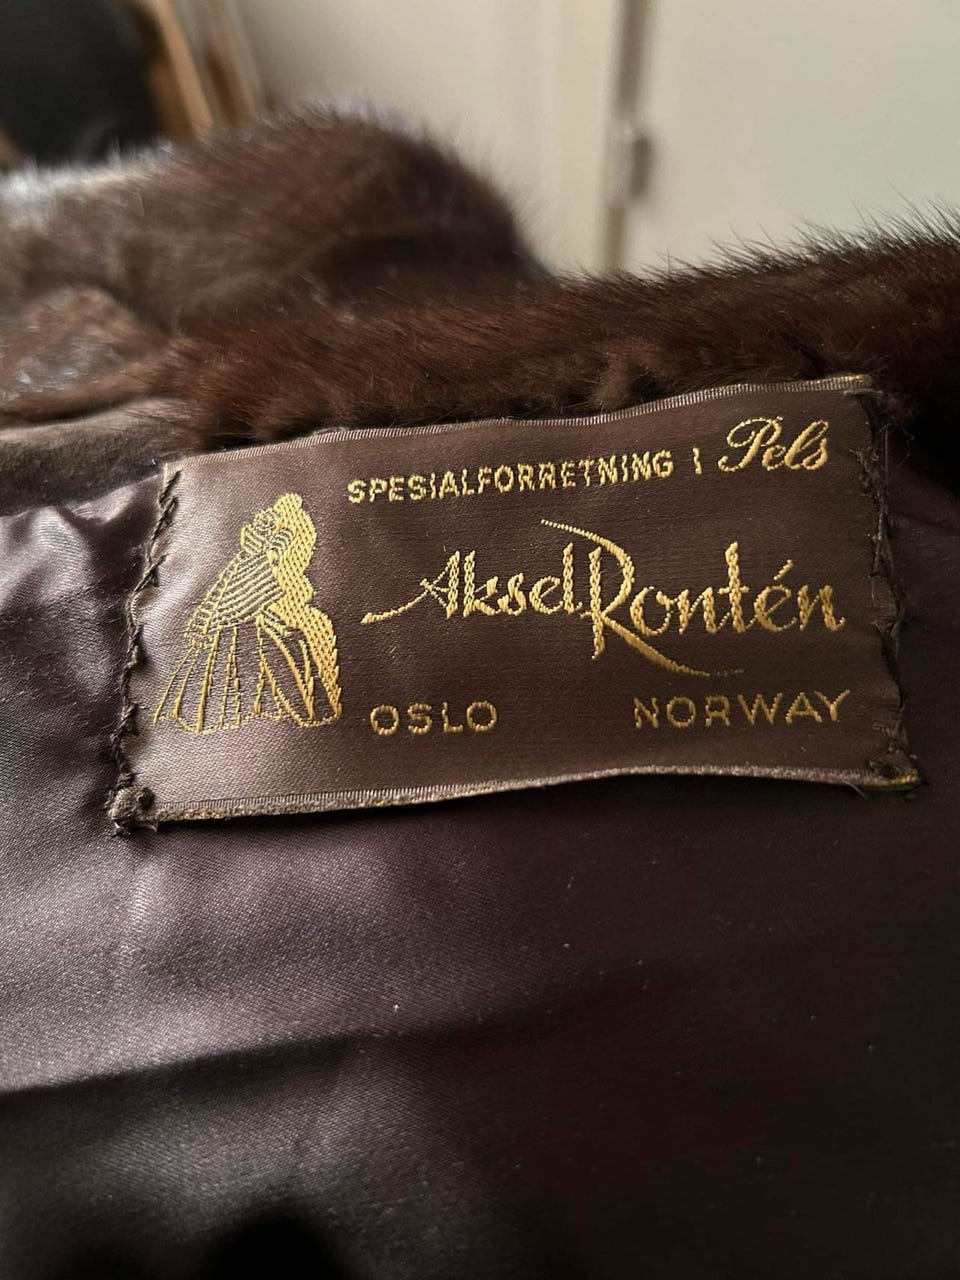 SPESIALFORRETNING I Pels
Aksel Rontén
OSLO NORWAY